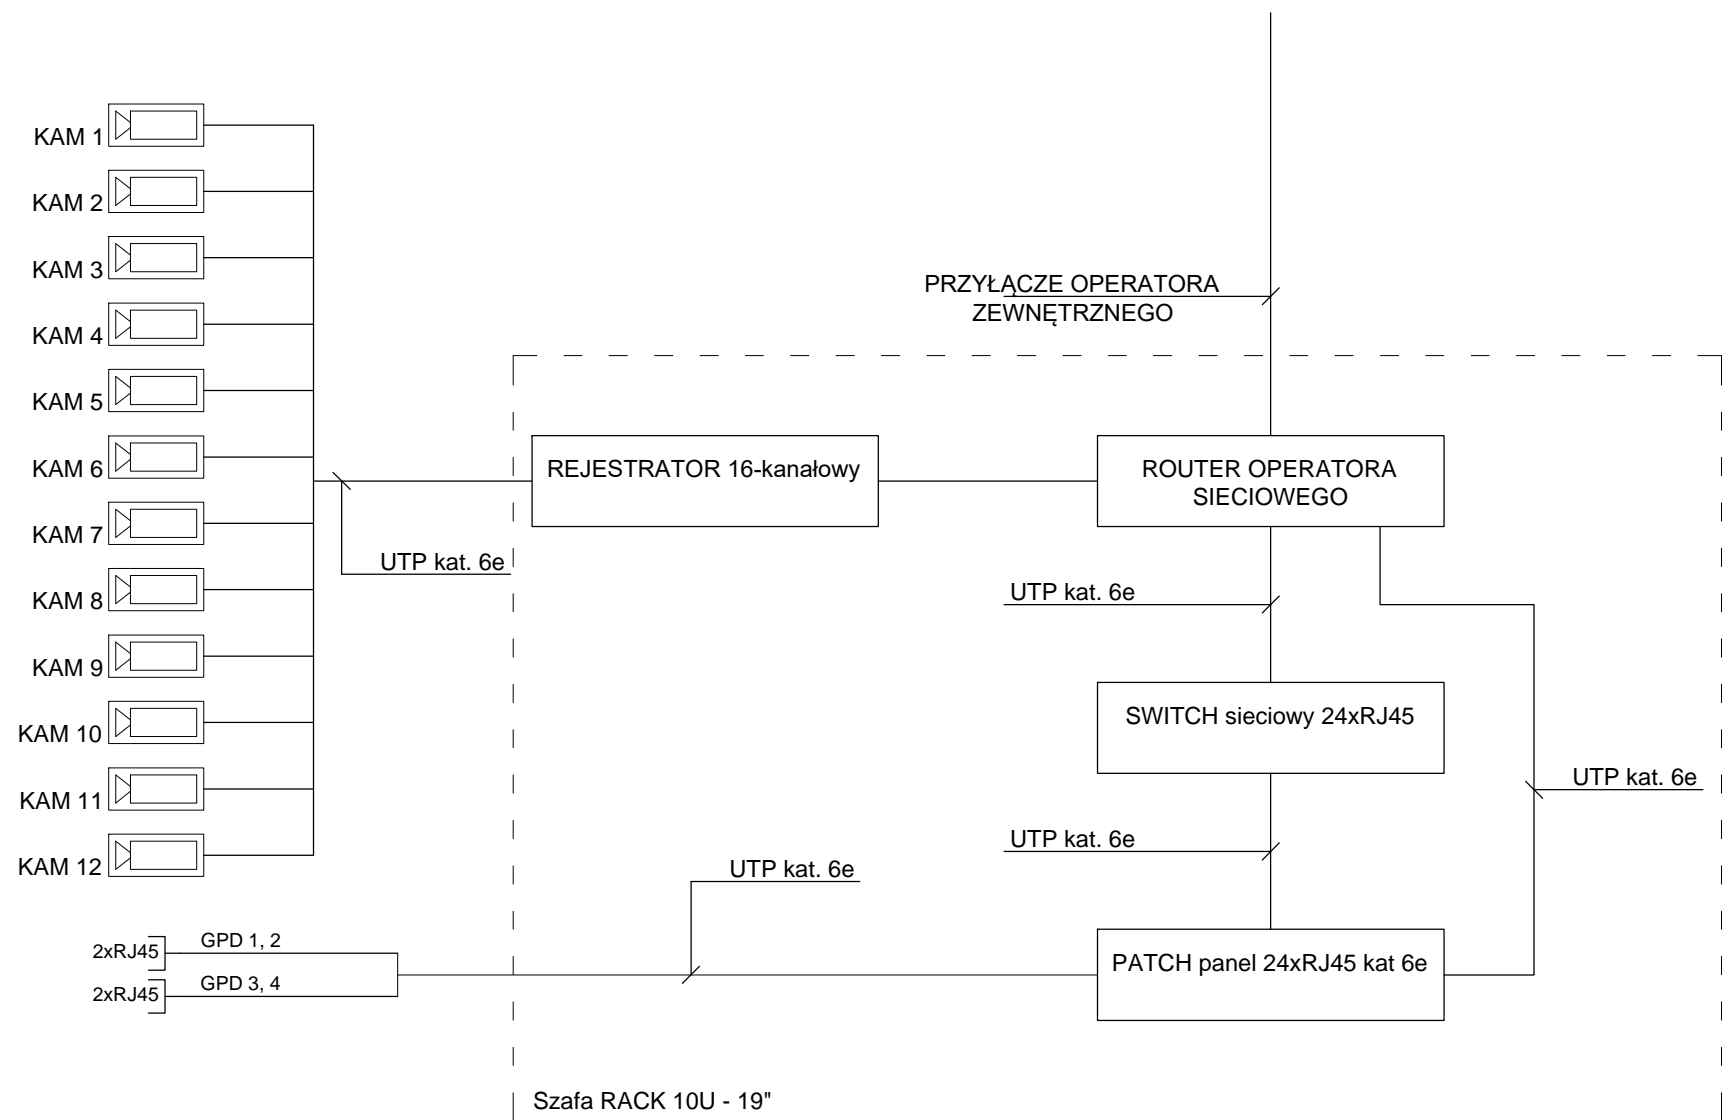 KAM 1
KAM 2
KAM 3
KAM 4
KAM 5
KAM 6
KAM 7
KAM 8
KAM 9
KAM 10
KAM 11
KAM 12
PRZYŁĄCZE OPERATORA
ZEWNĘTRZNEGO
REJESTRATOR 16-kanałowy
ROUTER OPERATORA
SIECIOWEGO
UTP kat. 6e
UTP kat. 6e
SWITCH sieciowy 24xRJ45
UTP kat. 6e
UTP kat. 6e
UTP kat. 6e
2xRJ45
GPD 1, 2
2xRJ45
GPD 3, 4
PATCH panel 24xRJ45 kat 6e
Szafa RACK 10U - 19"